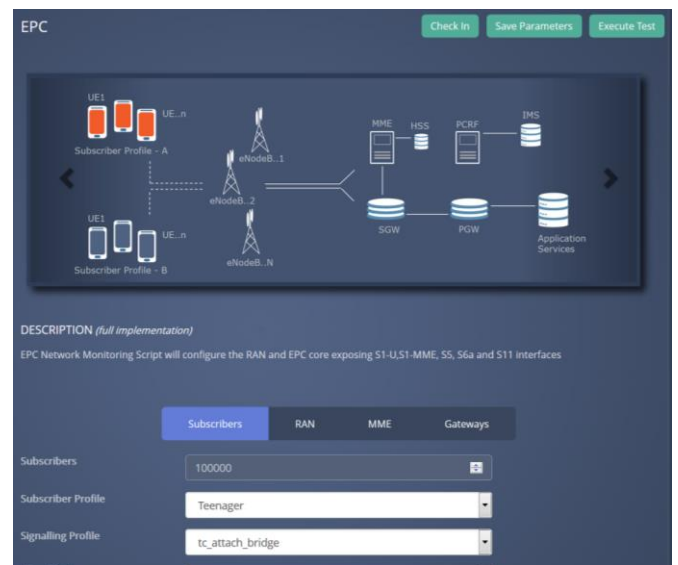 EPC
Check In
Save Parameters
Execute Test
UE1
UE..n
Subscriber Profile - A
eNodeB..1
eNodeB..2
eNodeB..N
UE1
UE..n
Subscriber Profile - B
MME
HSS
PCRF
IMS
SGW
PGW
Application
Services
DESCRIPTION (full implementation)
EPC Network Monitoring Script will configure the RAN and EPC core exposing S1-U,S1-MME, S5, S6a and S11 interfaces
Subscribers
RAN
MME
Gateways
Subscribers
100000
Subscriber Profile
Teenager
Signalling Profile
tc_attach_bridge